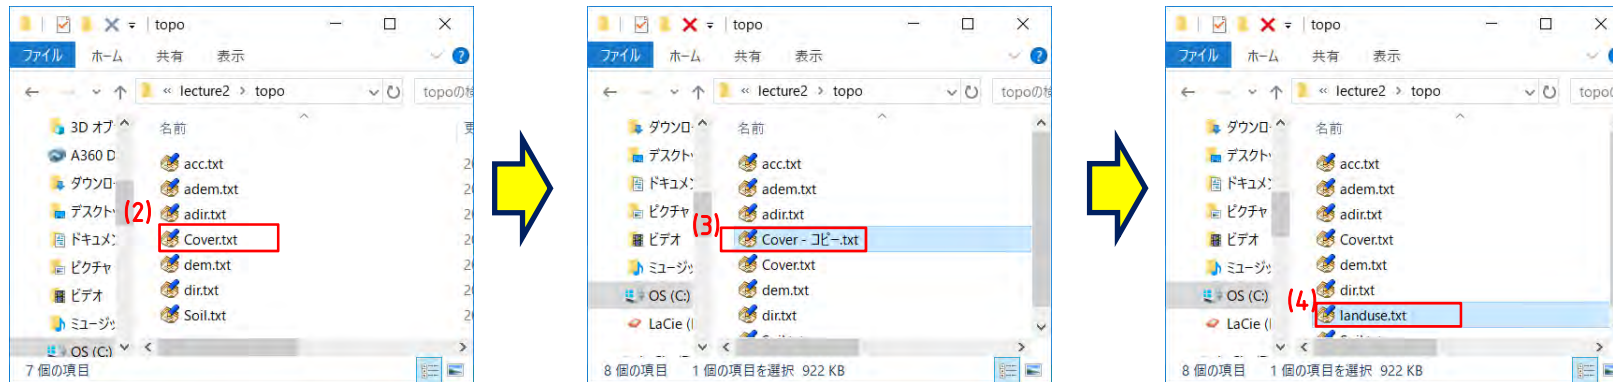 topo
ファイル ホーム 共有 表示
« lecture2 > topo
topoの検
名前
3D オブ
A360 D
ダウンロ
デスクト
ドキュメ
ピクチャ
ビデオ
ミュージッ
OS (C:)
acc.txt
adem.txt
(2)
adir.txt
Cover.txt
dem.txt
dir.txt
Soil.txt
7 個の項目
topo
ファイル ホーム 共有 表示
« lecture2 > topo
topoの検
名前
ダウンロ
デスクト
ドキュメ
ピクチャ
ビデオ
ミュージッ
OS (C:)
LaCie (
acc.txt
adem.txt
adir.txt
(3)
Cover - コピー.txt
Cover.txt
dem.txt
dir.txt
8 個の項目 1 個の項目を選択 922 KB
topo
ファイル ホーム 共有 表示
« lecture2 > topo
topo
名前
ダウンロ
デスクト
ドキュメ
ピクチャ
ビデオ
ミュージッ
OS (C:)
LaCie (
acc.txt
adem.txt
adir.txt
Cover.txt
dem.txt
dir.txt
(4)
landuse.txt
8 個の項目 1 個の項目を選択 922 KB